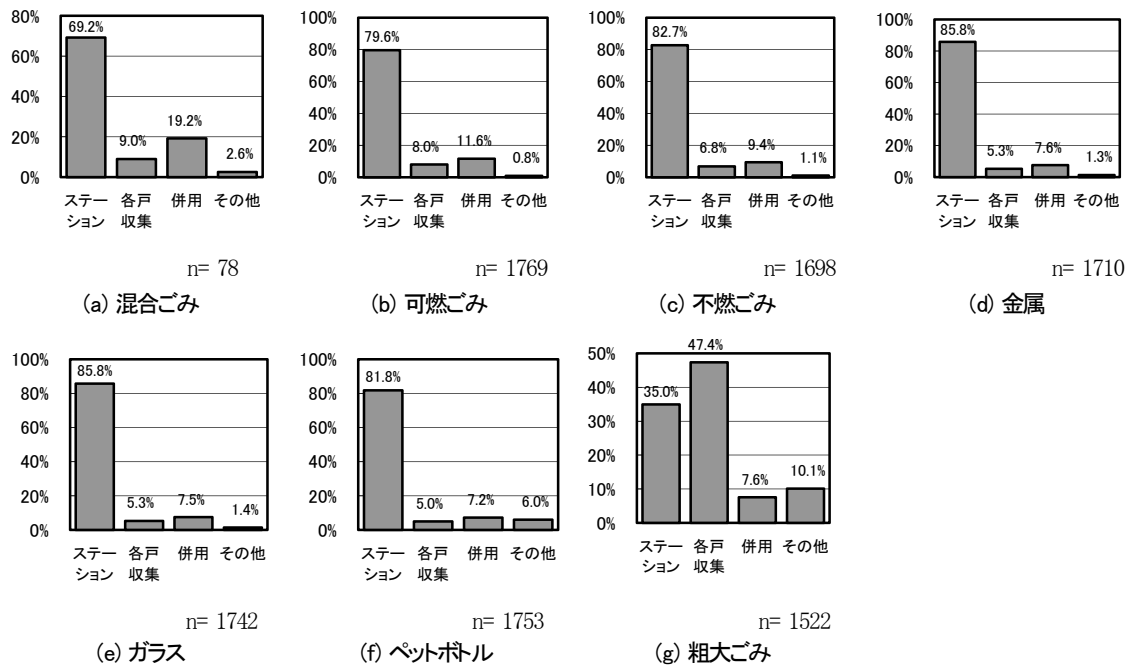 80%
60%
40%
20%
0%
69.2%
9.0%
19.2%
2.6%
ステー
ション
各戸
収集
併用
その他
n= 78
(a) 混合ごみ
100%
80%
60%
40%
20%
0%
79.6%
8.0%
11.6%
0.8%
ステー
ション
各戸
収集
併用
その他
n= 1769
(b) 可燃ごみ
100%
80%
60%
40%
20%
0%
82.7%
6.8%
9.4%
1.1%
ステー
ション
各戸
収集
併用
その他
n= 1698
(c) 不燃ごみ
100%
80%
60%
40%
20%
0%
85.8%
5.3%
7.6%
1.3%
ステー
ション
各戸
収集
併用
その他
n= 1710
(d) 金属
100%
80%
60%
40%
20%
0%
85.8%
5.3%
7.5%
1.4%
ステー
ション
各戸
収集
併用
その他
n= 1742
(e) ガラス
100%
80%
60%
40%
20%
0%
81.8%
5.0%
7.2%
6.0%
ステー
ション
各戸
収集
併用
その他
n= 1753
(f) ペットボトル
50%
40%
30%
20%
10%
0%
35.0%
47.4%
7.6%
10.1%
ステー
ション
各戸
収集
併用
その他
n= 1522
(g) 粗大ごみ